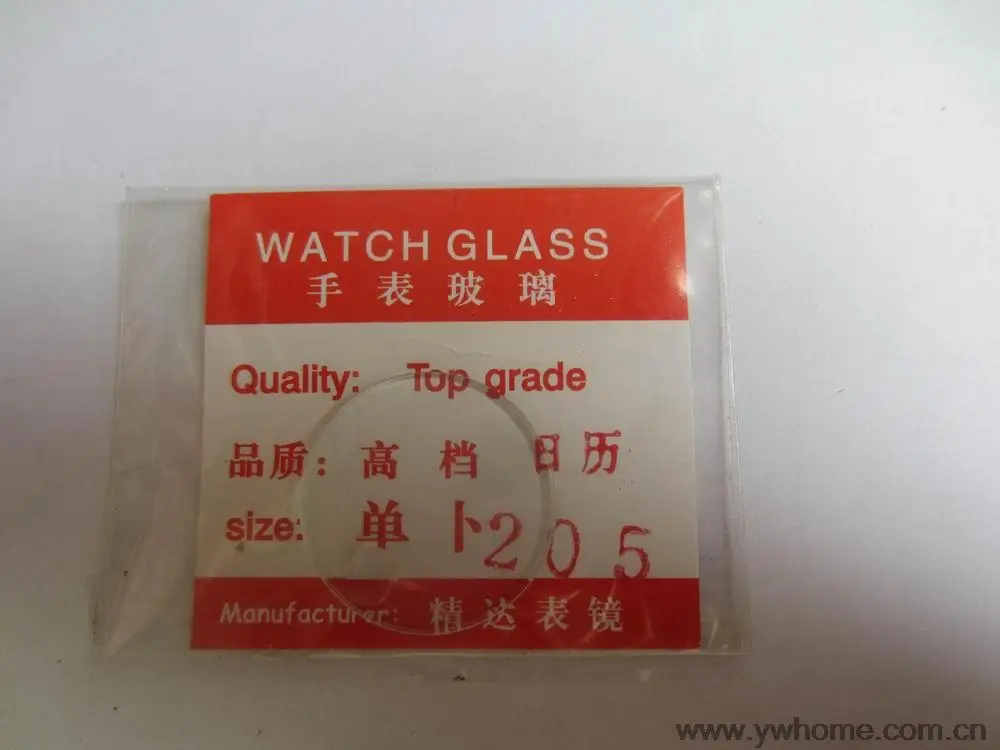 WATCH GLASS
手表玻璃
Quality: Top grade
品质：高档 日历
size: 单卜205
Manufacturer: 精达表镜
www.ywhome.com.cn